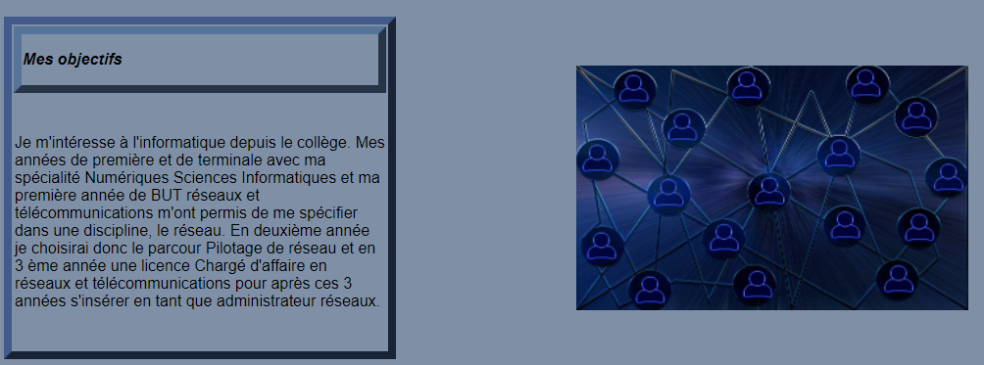 Mes objectifs
Je m'intéresse à l'informatique depuis le collège. Mes
années de première et de terminale avec ma
spécialité Numériques Sciences Informatiques et ma
première année de BUT réseaux et
télécommunications m'ont permis de me spécifier
dans une discipline, le réseau. En deuxième année
je choisirai donc le parcour Pilotage de réseau et en
3 ème année une licence Chargé d'affaire en
réseaux et télécommunications pour après ces 3
années s'insérer en tant que administrateur réseaux.